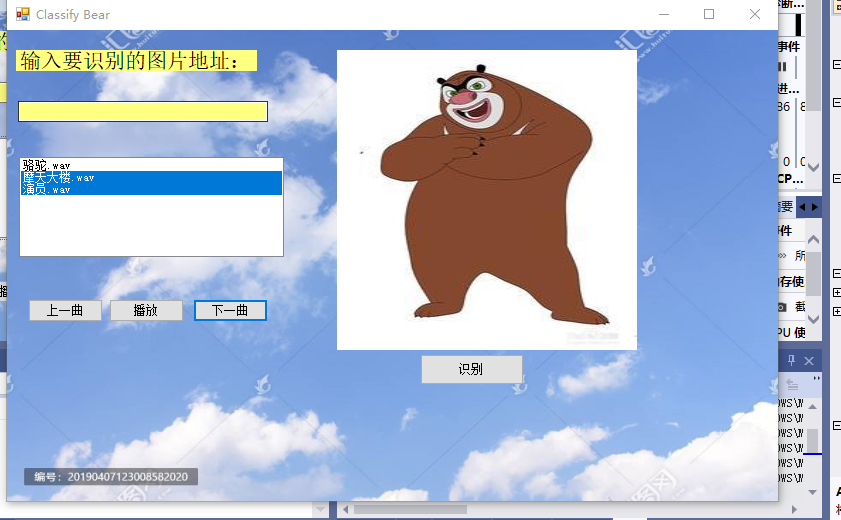 Classify Bear
输入要识别的图片地址：
骆驼.wav
摩天大楼.wav
演员.wav
上一曲
播放
下一曲
识别
编号：20190407123008582020
事件
进...
86
8
0
0
CP...
摘要
事件
所
内存使
截
PU 使
OWS\M
OWS\M
OWS\M
OWS\M
OWS\M
OWS\M